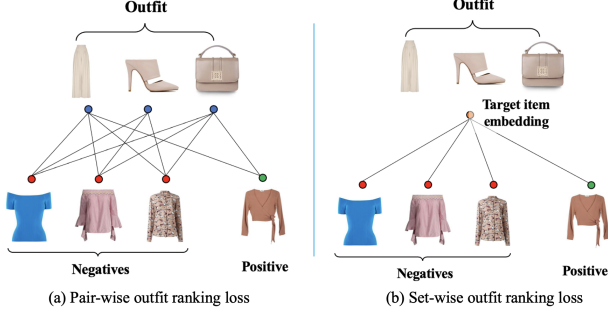 Outfit
Negatives
Positive
(a) Pair-wise outfit ranking loss
Outfit
Target item
embedding
Negatives
Positive
(b) Set-wise outfit ranking loss